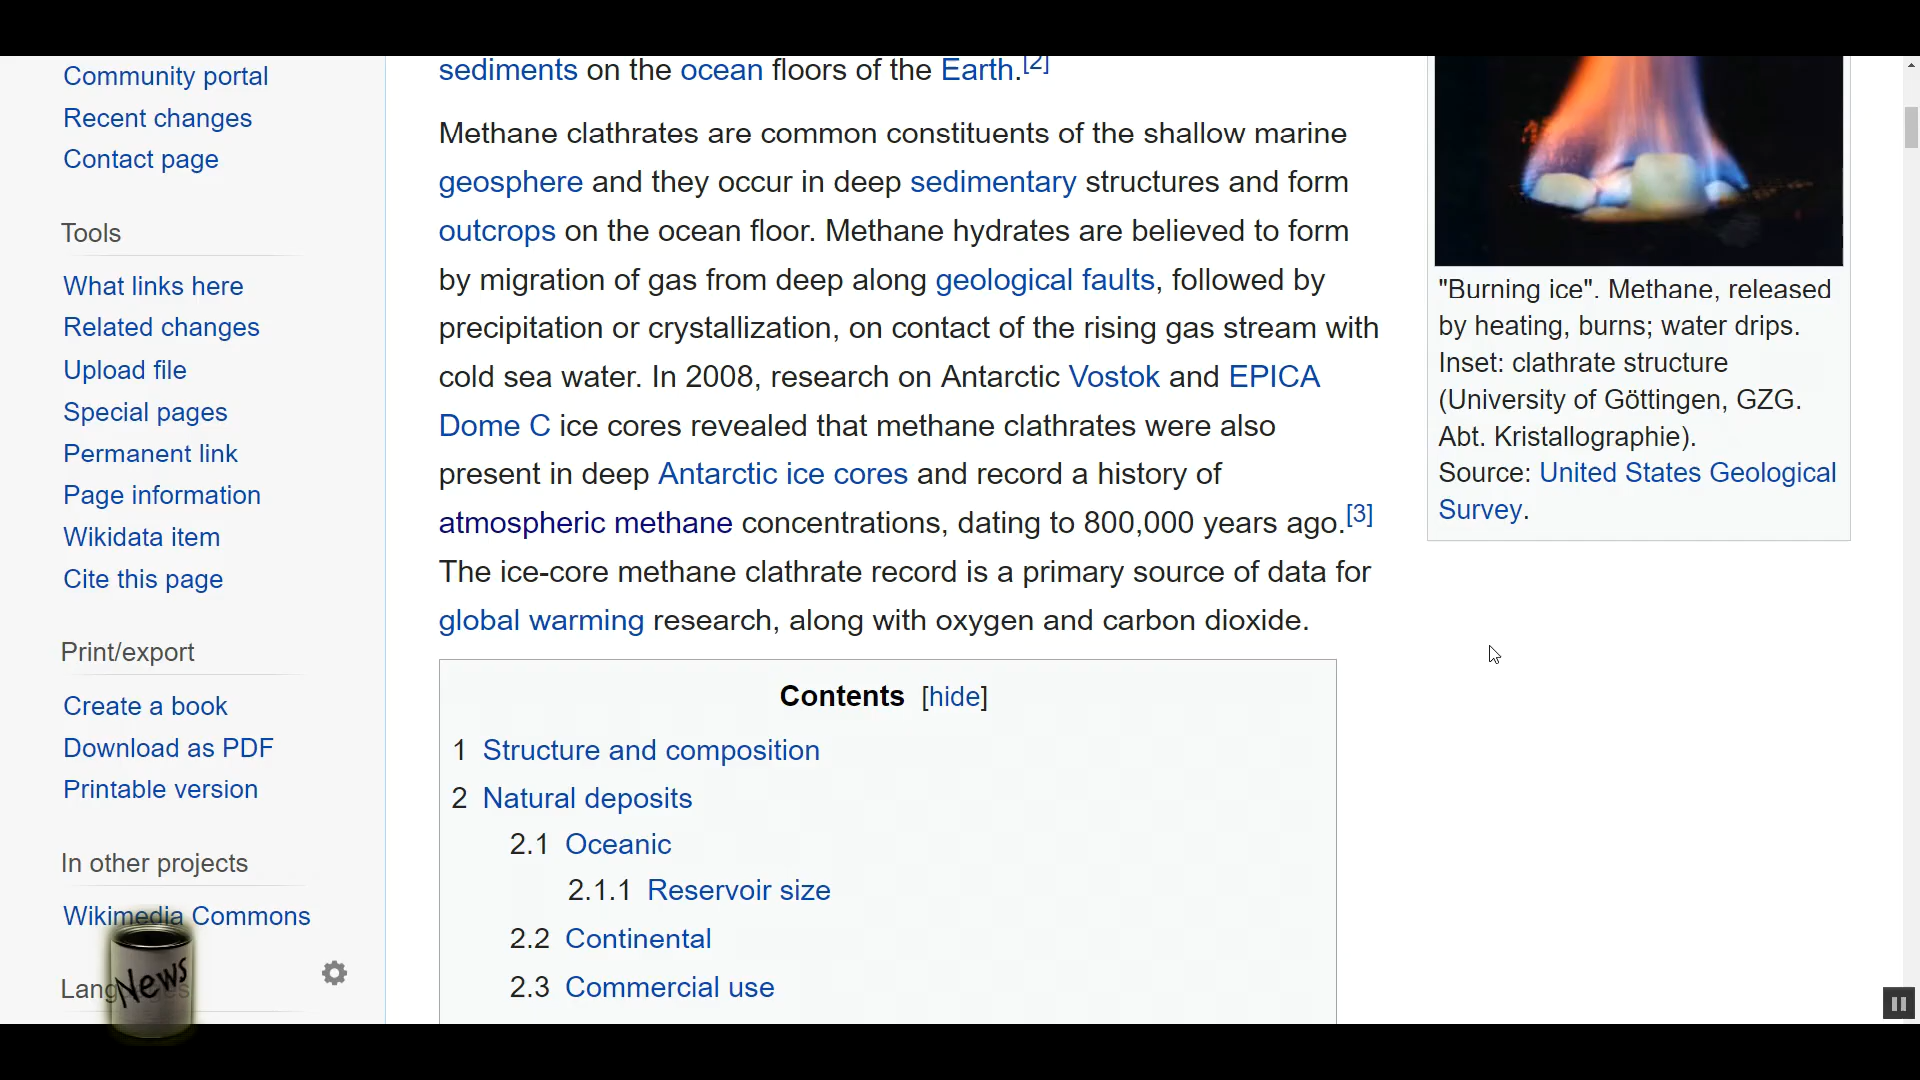 Community portal
Recent changes
Contact page
Tools
What links here
Related changes
Upload file
Special pages
Permanent link
Page information
Wikidata item
Cite this page
Print/export
Create a book
Download as PDF
Printable version
In other projects
Wikimedia Commons
Lang
News
sediments on the ocean floors of the Earth.[2]
Methane clathrates are common constituents of the shallow marine
geosphere and they occur in deep sedimentary structures and form
outcrops on the ocean floor. Methane hydrates are believed to form
by migration of gas from deep along geological faults, followed by
precipitation or crystallization, on contact of the rising gas stream with
cold sea water. In 2008, research on Antarctic Vostok and EPICA
Dome C ice cores revealed that methane clathrates were also
present in deep Antarctic ice cores and record a history of
atmospheric methane concentrations, dating to 800,000 years ago.[3]
The ice-core methane clathrate record is a primary source of data for
global warming research, along with oxygen and carbon dioxide.
Contents [hide]
1 Structure and composition
2 Natural deposits
2.1 Oceanic
2.1.1 Reservoir size
2.2 Continental
2.3 Commercial use
"Burning ice". Methane, released
by heating, burns; water drips.
Inset: clathrate structure
(University of Göttingen, GZG.
Abt. Kristallographie).
Source: United States Geological
Survey.